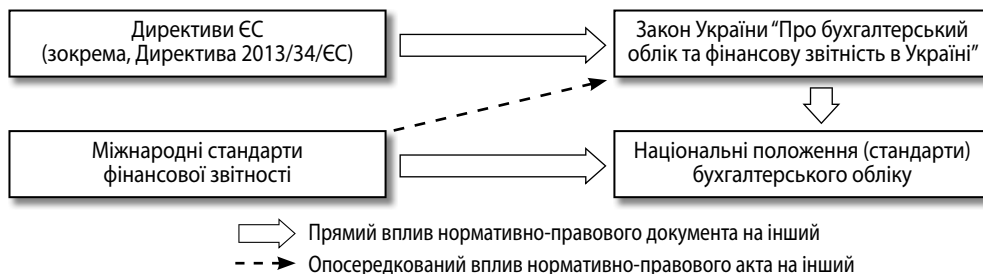 Директиви ЄС
(зокрема, Директива 2013/34/ЄС)
Закон України “Про бухгалтерський
облік та фінансову звітність в Україні”
Міжнародні стандарти
фінансової звітності
Національні положення (стандарти)
бухгалтерського обліку
Прямий вплив нормативно-правового документа на інший
Опосередкований вплив нормативно-правового акта на інший